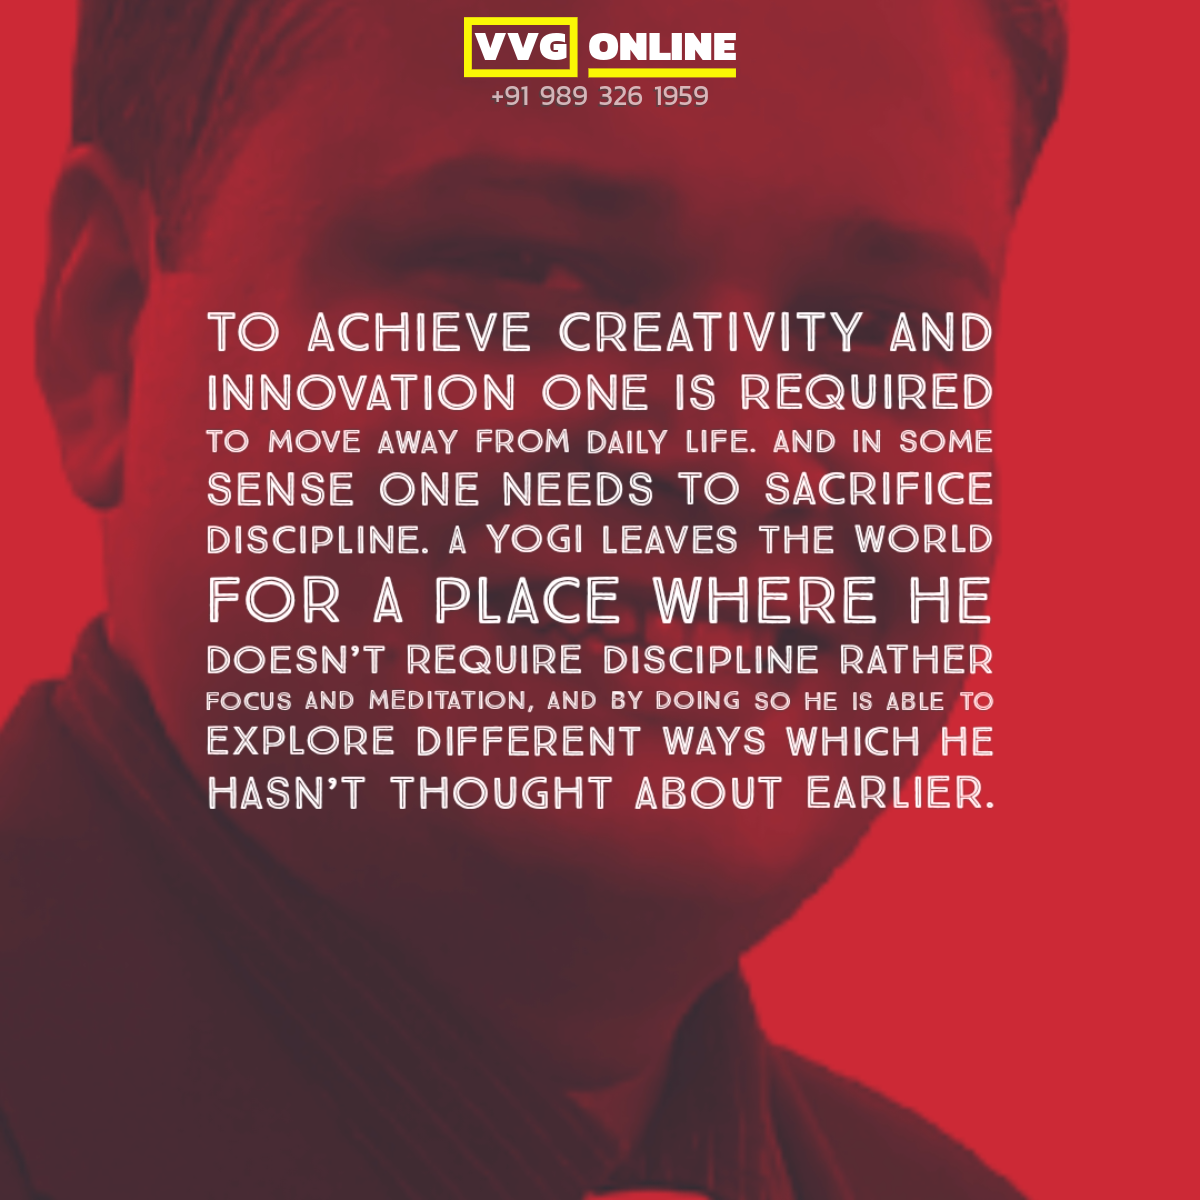 VVG ONLINE
+91 989 326 1959
TO ACHIEVE CREATIVITY AND
INNOVATION ONE IS REQUIRED
TO MOVE AWAY FROM DAILY LIFE. AND IN SOME
SENSE ONE NEEDS TO SACRIFICE
DISCIPLINE. A YOGI LEAVES THE WORLD
FOR A PLACE WHERE HE
DOESN'T REQUIRE DISCIPLINE RATHER
FOCUS AND MEDITATION, AND BY DOING SO HE IS ABLE TO
EXPLORE DIFFERENT WAYS WHICH HE
HASN'T THOUGHT ABOUT EARLIER.